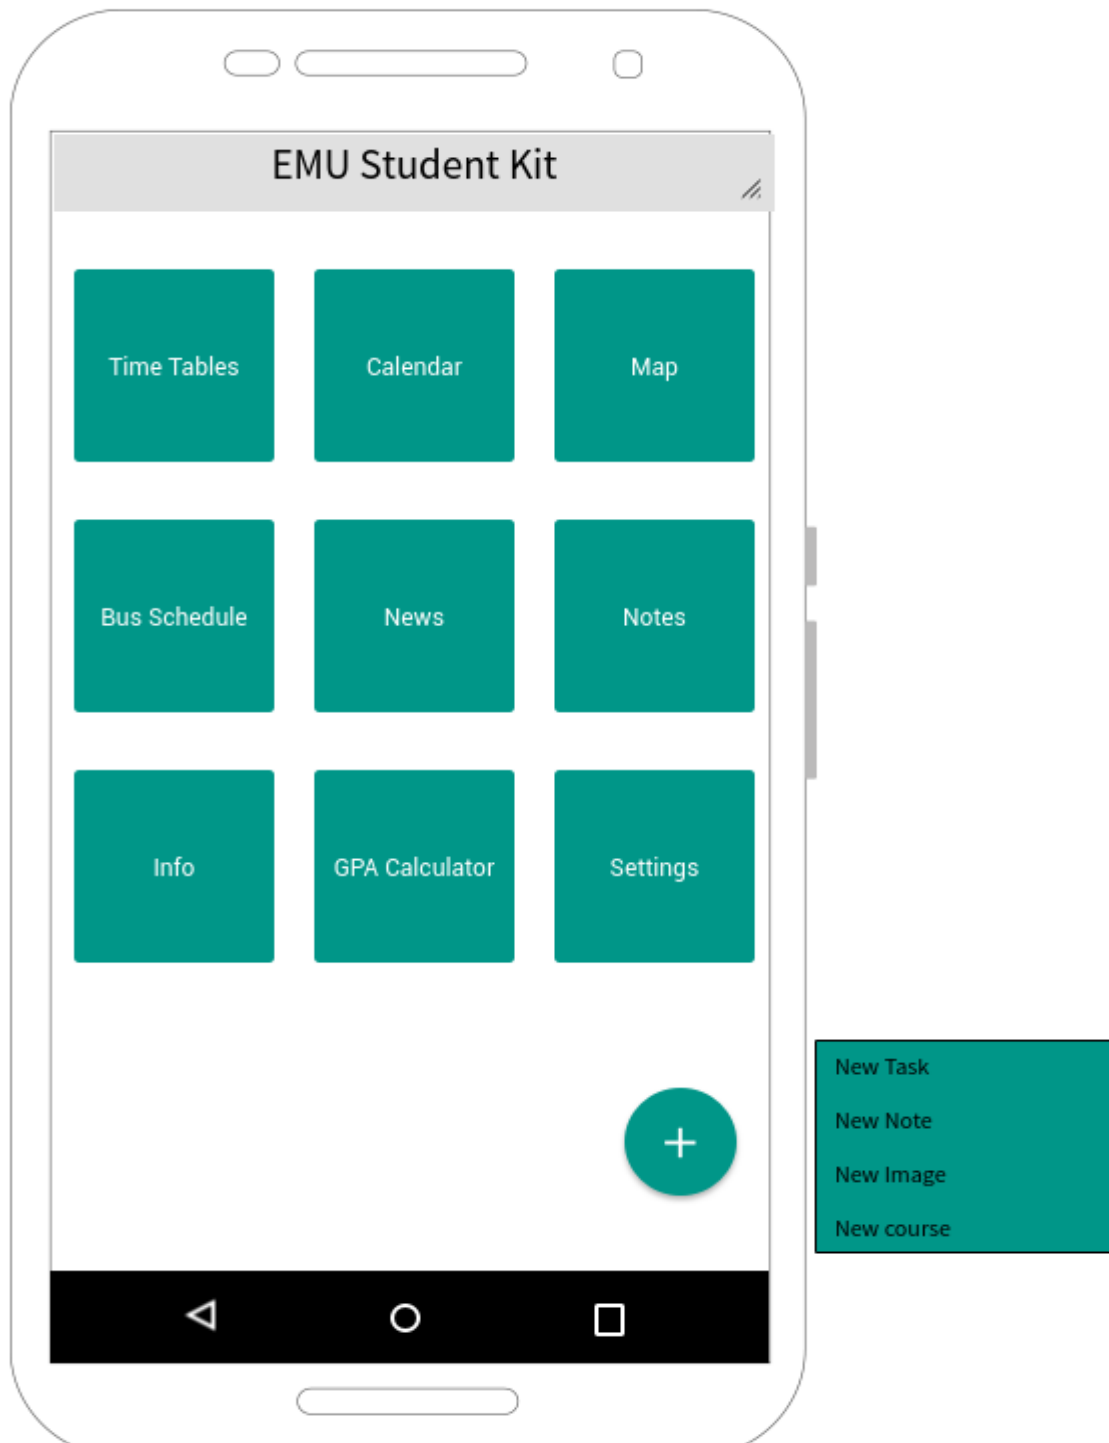 EMU Student Kit
Time Tables
Calendar
Map
Bus Schedule
News
Notes
Info
GPA Calculator
Settings
+
New Task
New Note
New Image
New course